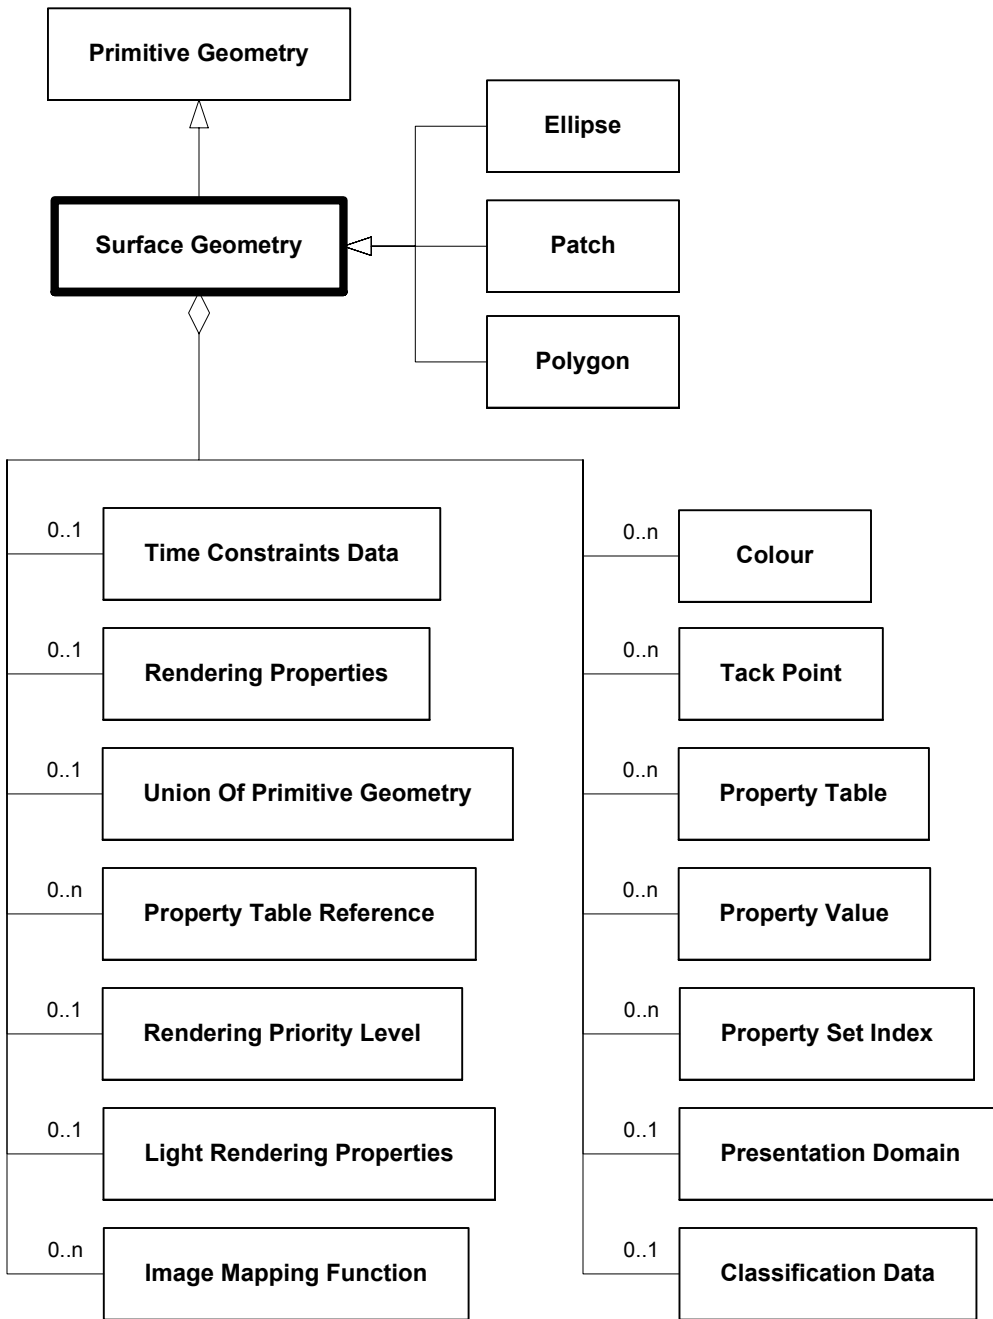 Primitive Geometry
Ellipse
Surface Geometry
Patch
Polygon
0..1
Time Constraints Data
0..1
Rendering Properties
0..1
Union Of Primitive Geometry
0..n
Property Table Reference
0..1
Rendering Priority Level
0..1
Light Rendering Properties
0..n
Image Mapping Function
0..n
Colour
0..n
Tack Point
0..n
Property Table
0..n
Property Value
0..n
Property Set Index
0..1
Presentation Domain
0..1
Classification Data